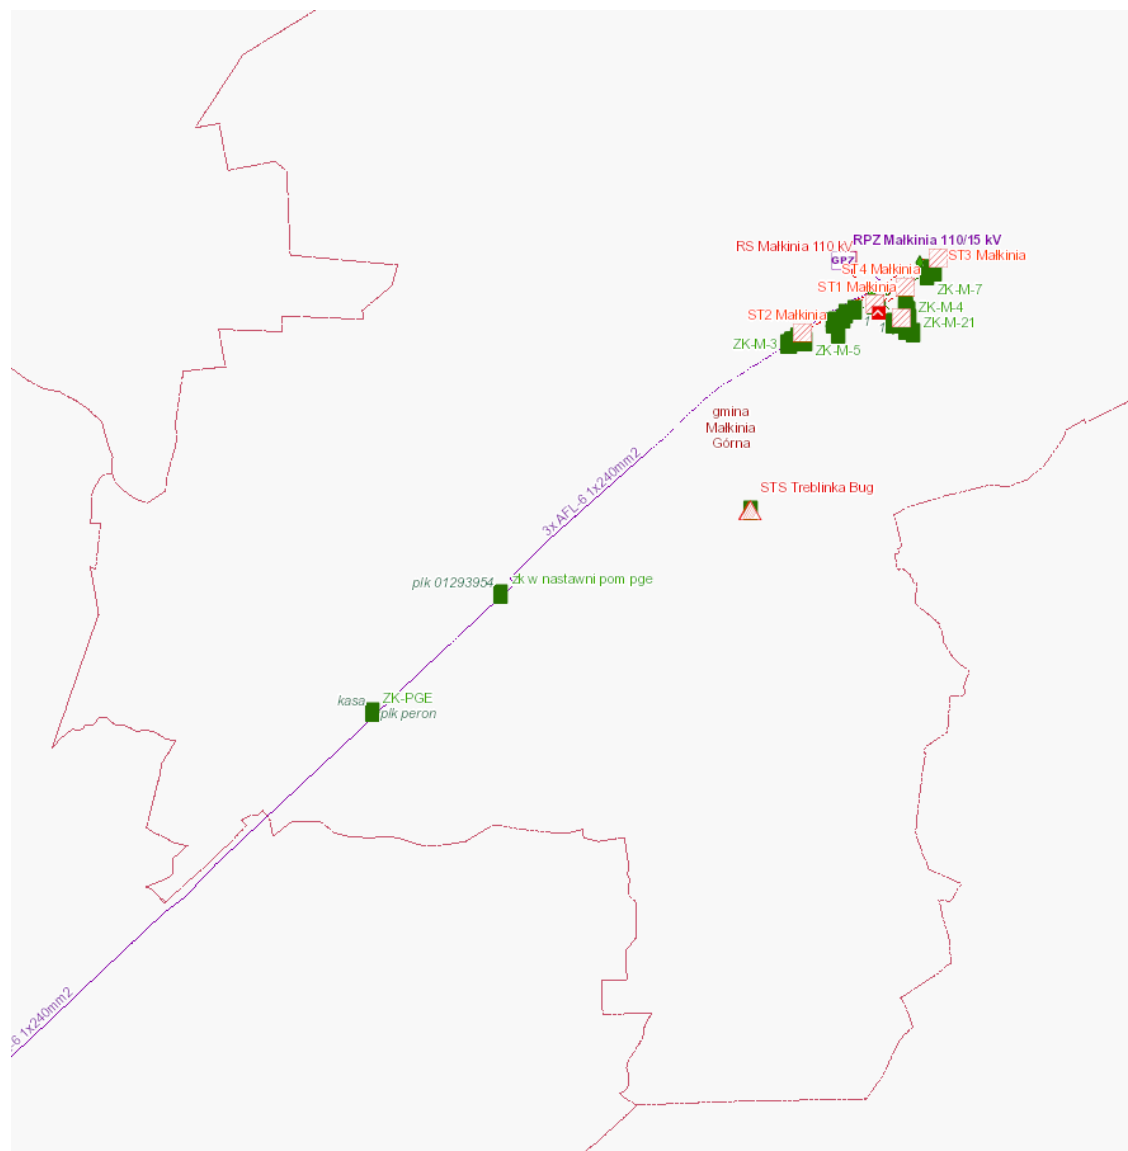 RPZ Małkinia 110/15 kV
RS Małkinia 110 kV
GPZ
ST3 Małkinia
ST4 Małkinia
ST1 Małkinia
ZK-M-7
ZK-M-4
ST2 Małkinia
1
1
ZK-M-21
ZK-M-3
ZK-M-5
gmina
Małkinia
Górna
3x AFL-6 1x240mm2
STS Treblinka Bug
plk 01293954
zk w nastawni pom pge
kasa
ZK-PGE
plk peron
-6 1x240mm2